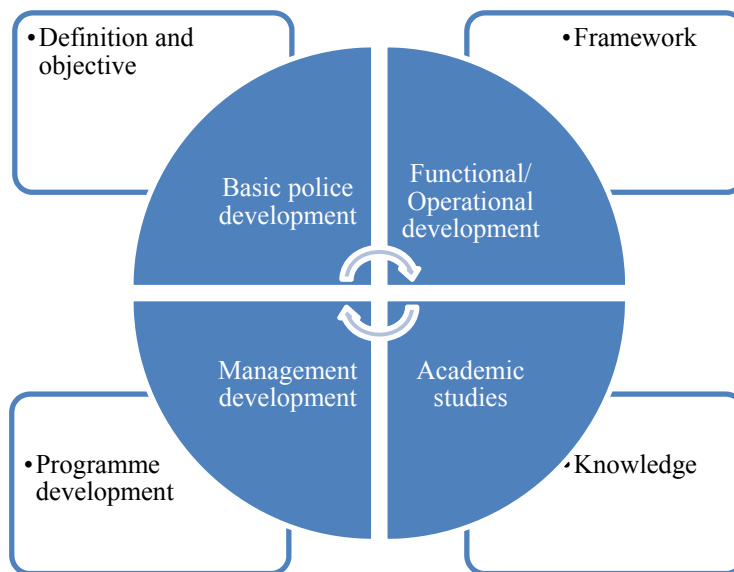 •Definition and
objective
•Framework
Basic police
development
Functional/
Operational
development
Management
development
Academic
studies
•Programme
development
•Knowledge